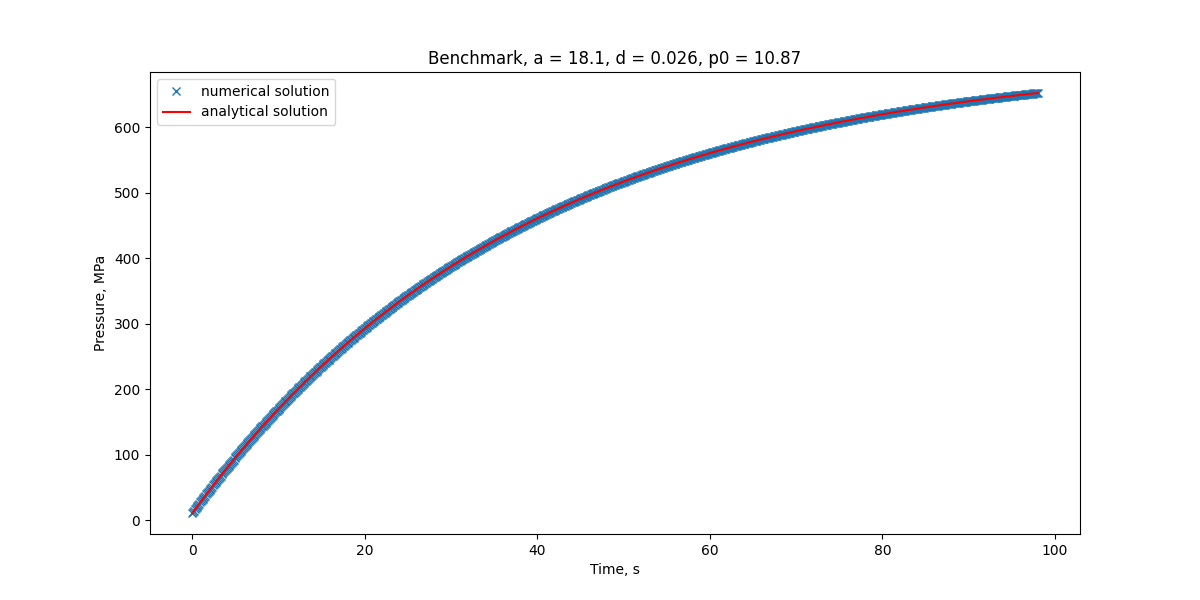 Benchmark, a = 18.1, d = 0.026, p0 = 10.87
numerical solution
analytical solution
Pressure, MPa
600
500
400
300
200
100
0
0 20 40 60 80 100
Time, s